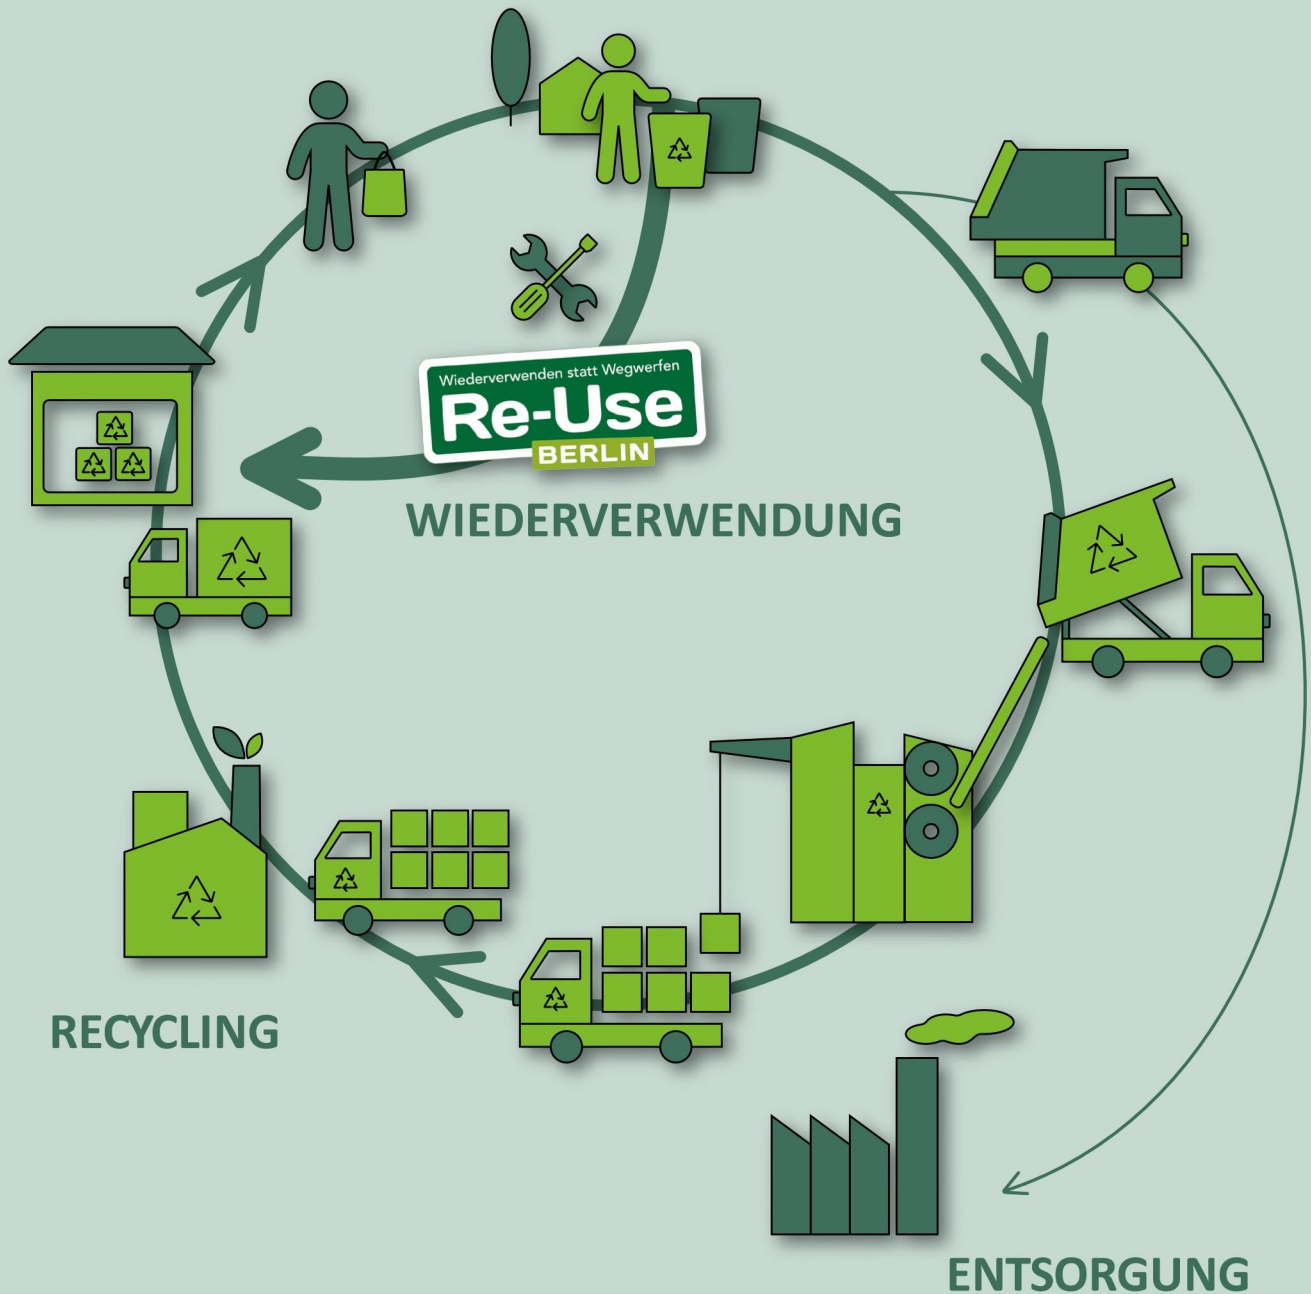 Wiederverwenden statt Wegwerfen
Re-Use
BERLIN
WIEDERVERWENDUNG
RECYCLING
ENTSORGUNG